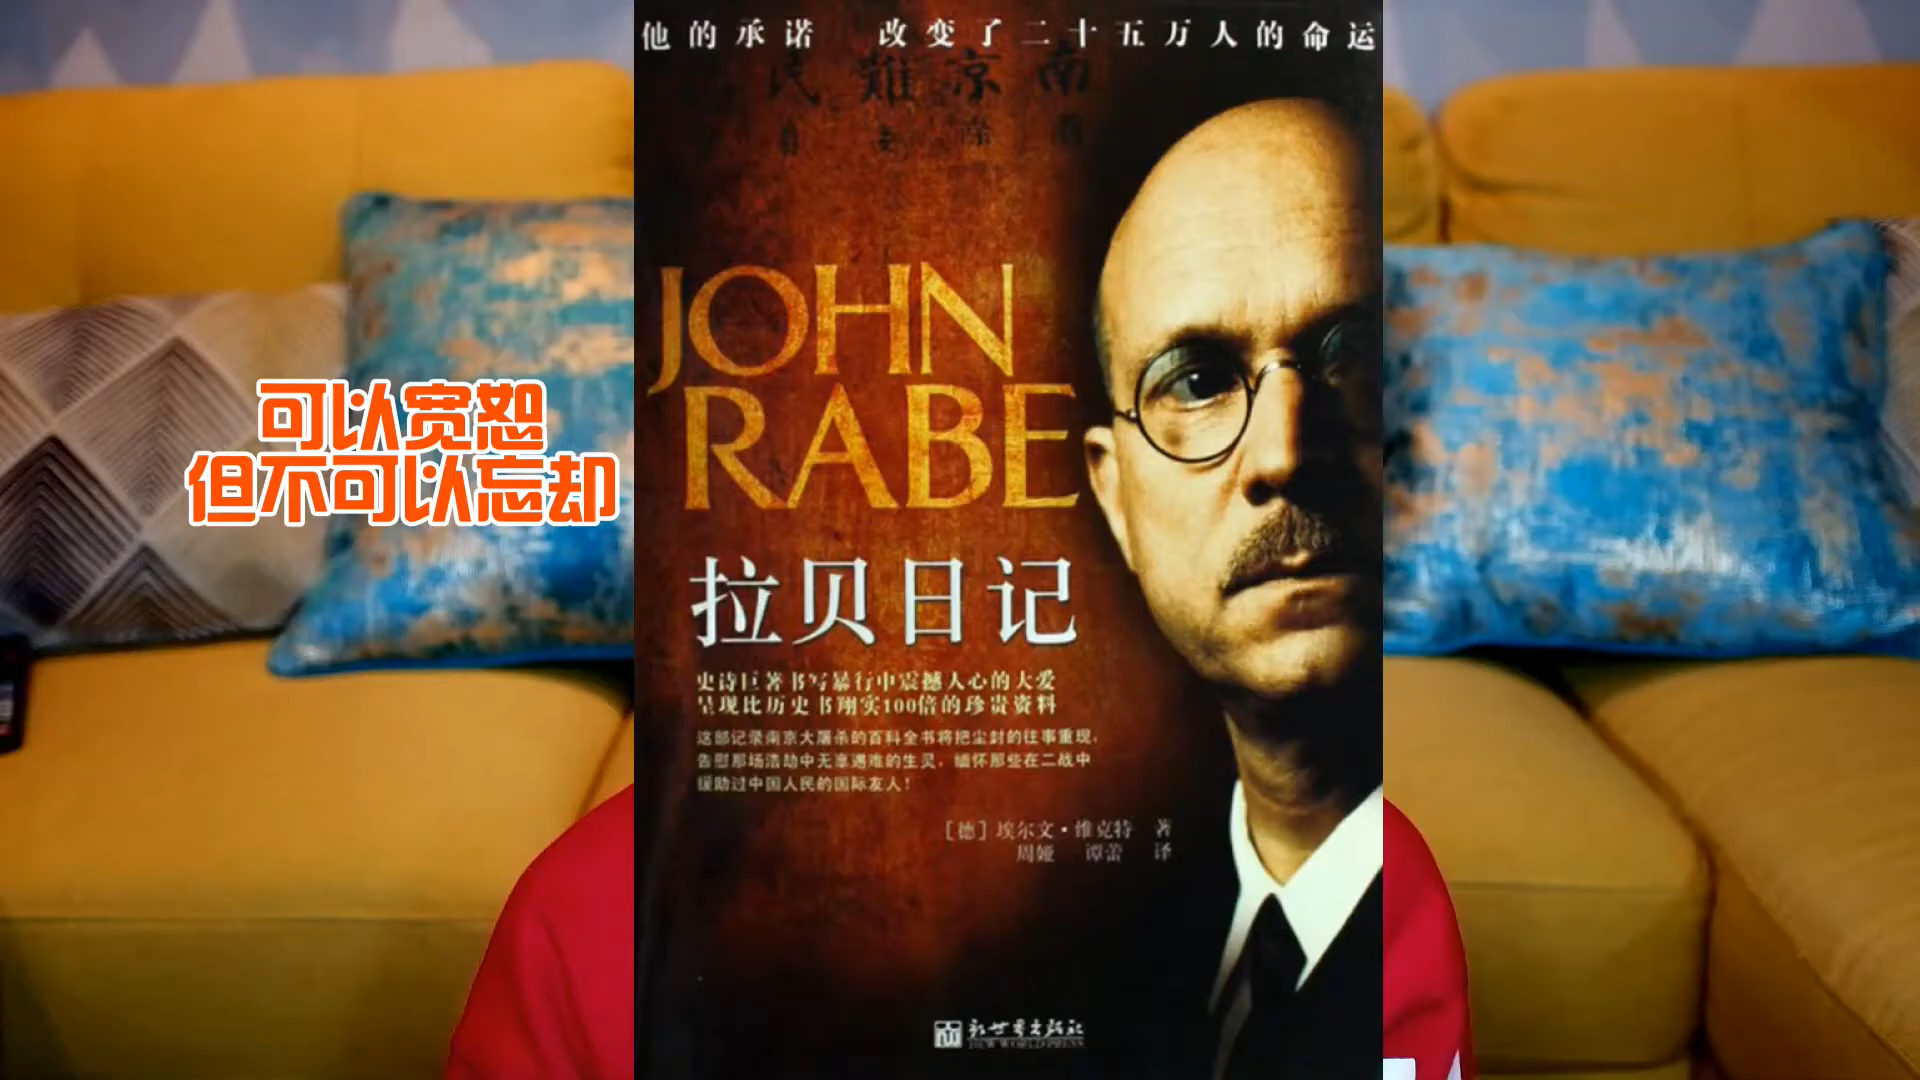 他的承诺 改变了二十五万人的命运
民難京南
JOHN
RABE
可以宽恕
但不可以忘却
拉贝日记
史诗巨著书写暴行中震撼人心的大爱
呈现比历史书翔实100倍的珍贵资料
这部记录南京大屠杀的百科全书将把尘封的往事重现，
告慰那场浩劫中无辜遇难的生灵，缅怀那些在二战中
援助过中国人民的国际友人！
［德］埃尔文·维克特 著
周娅 谭蕾 译
新世界出版社
NEW WORLD PRESS